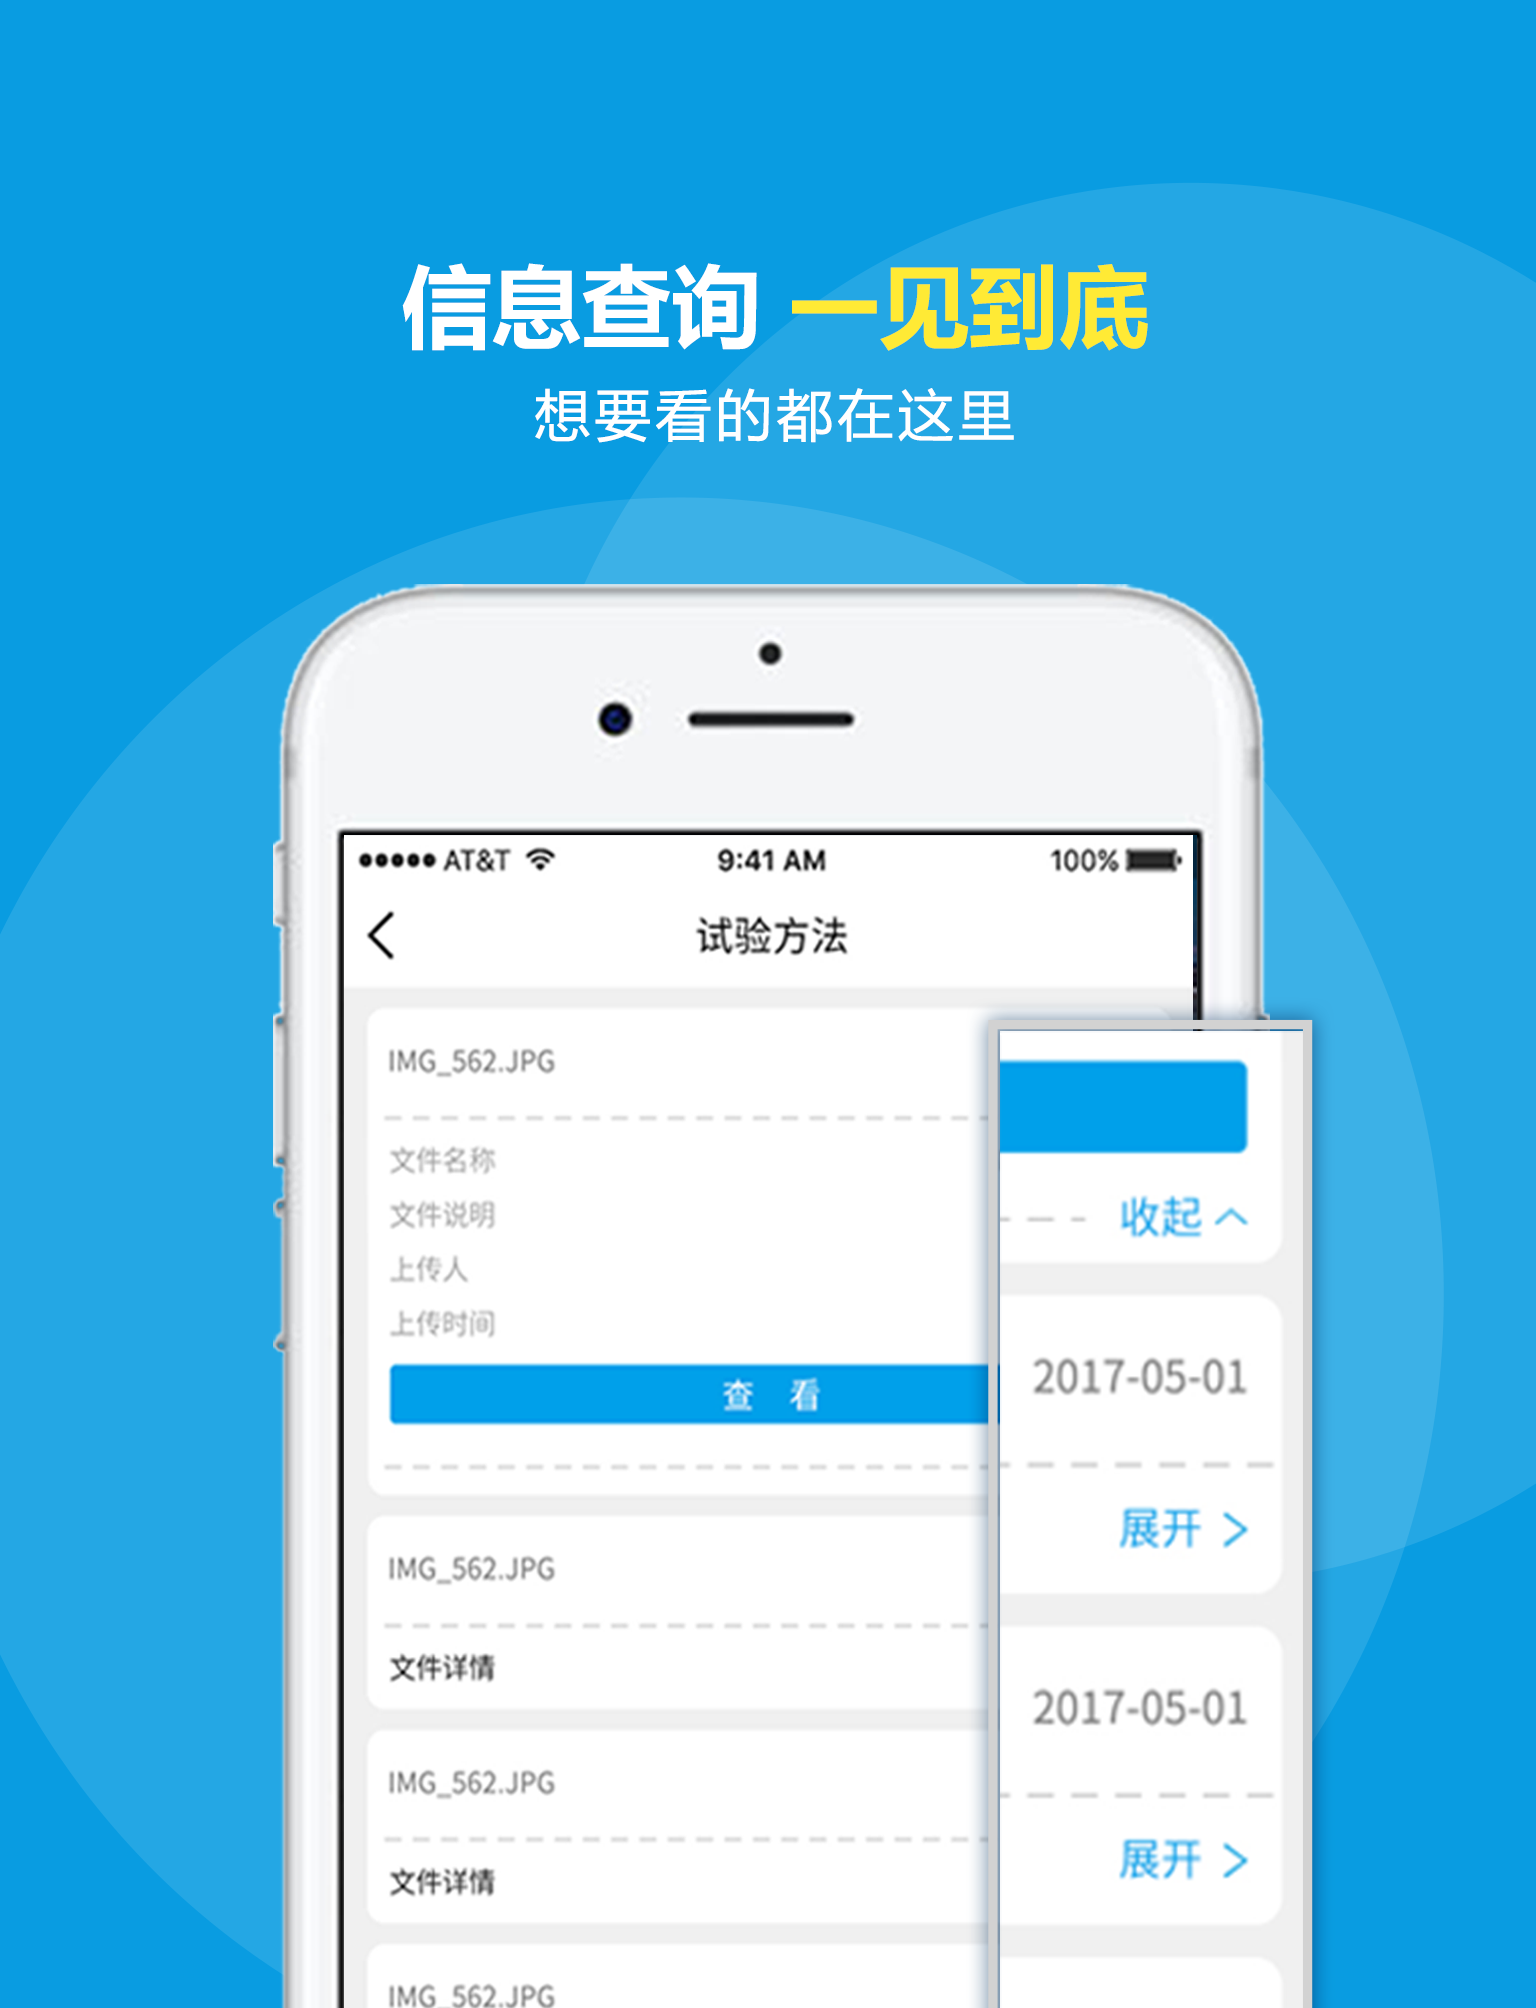 信息查询 一见到底
想要看的都在这里
AT&T 9:41 AM 100%
试验方法
IMG_562.JPG
文件名称
文件说明
上传人
上传时间
查 看
收起
IMG_562.JPG 2017-05-01
文件详情 展开
IMG_562.JPG 2017-05-01
文件详情 展开
IMG_562.JPG